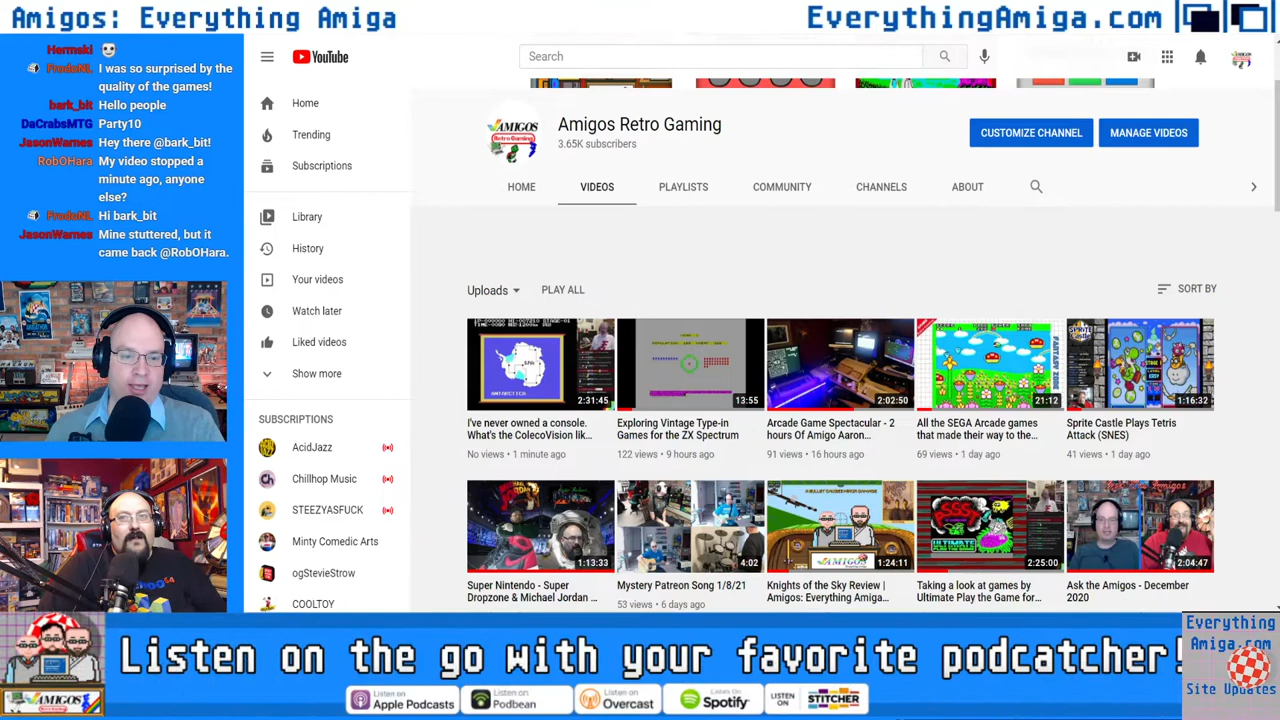 Amigos: Everything Amiga
EverythingAmiga.com
Hermski
FrodoNL I was so surprised by the
quality of the games!
bark_bit Hello people
DaCrabsMTG Party10
JasonWarnes Hey there @bark_bit!
RobOHara My video stopped a
minute ago, anyone
else?
FrodoNL Hi bark_bit
JasonWarnes Mine stuttered, but it
came back @RobOHara.
YouTube
Search
Home
Trending
Subscriptions
Library
History
Your videos
Watch later
Liked videos
Show more
SUBSCRIPTIONS
AcidJazz
Chillhop Music
STEEZYASFUCK
Minty Comedic Arts
ogStevieStrow
COOLTOY
Amigos Retro Gaming
3.65K subscribers
CUSTOMIZE CHANNEL
MANAGE VIDEOS
HOME VIDEOS PLAYLISTS COMMUNITY CHANNELS ABOUT
Uploads PLAY ALL SORT BY
2:31:45
I've never owned a console.
What's the ColecoVision lik...
No views • 1 minute ago
13:55
Exploring Vintage Type-in
Games for the ZX Spectrum
122 views • 9 hours ago
2:02:50
Arcade Game Spectacular - 2
hours Of Amigo Aaron...
91 views • 16 hours ago
21:12
All the SEGA Arcade games
that made their way to the...
69 views • 1 day ago
1:16:32
Sprite Castle Plays Tetris
Attack (SNES)
41 views • 1 day ago
1:13:33
Super Nintendo - Super
Dropzone & Michael Jordan ...
4:02
Mystery Patreon Song 1/8/21
53 views • 6 days ago
1:24:11
Knights of the Sky Review |
Amigos: Everything Amiga...
2:25:00
Taking a look at games by
Ultimate Play the Game for...
2:04:47
Ask the Amigos - December
2020
Listen on the go with your favorite podcatcher!
Listen on Apple Podcasts
Listen on Podbean
Listen on Overcast
Listen on Spotify
LISTEN ON STITCHER
Everything
Amiga.com
Site Updates